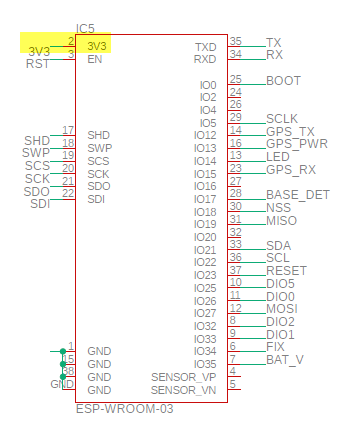 IC5
3V3 2 3V3 TXD 35 TX
RST 3 EN RXD 34 RX
IO0 25 BOOT
IO2 24
IO4 26
IO5 29 SCLK
SHD 17 SHD IO12 14 GPS_TX
SWP 18 SWP IO13 16 GPS_PWR
SCS 19 SCS IO14 13 LED
SCK 20 SCK IO15 23 GPS_RX
SDO 21 SDO IO16 27
SDI 22 SDI IO17 28 BASE_DET
IO18 30 NSS
IO19 31 MISO
IO20 32
IO21 33 SDA
IO22 36 SCL
IO23 37 RESET
IO25 10 DIO5
IO26 11 DIO0
IO27 12 MOSI
IO32 8 DIO2
IO33 9 DIO1
1 GND IO34 6 FIX
15 GND IO35 7 BAT_V
38 GND SENSOR_VP 4
GND GND SENSOR_VN 5
ESP-WROOM-03